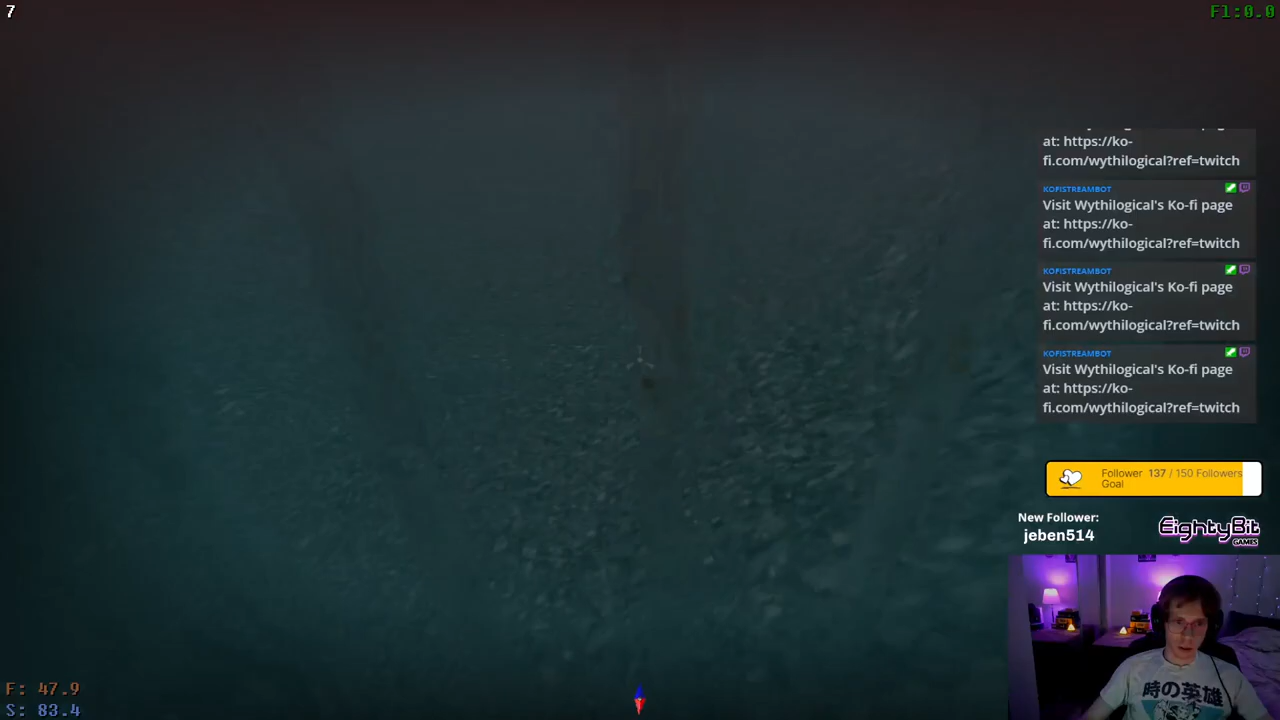 7
F1:0.0
at: https://ko-
fi.com/wythilogical?ref=twitch
KOFISTREAMBOT
Visit Wythilogical's Ko-fi page
at: https://ko-
fi.com/wythilogical?ref=twitch
KOFISTREAMBOT
Visit Wythilogical's Ko-fi page
at: https://ko-
fi.com/wythilogical?ref=twitch
KOFISTREAMBOT
Visit Wythilogical's Ko-fi page
at: https://ko-
fi.com/wythilogical?ref=twitch
Follower 137 / 150 Followers
Goal
New Follower:
jeben514
EightyBit
GAMES
時の英雄
F: 47.9
S: 83.4